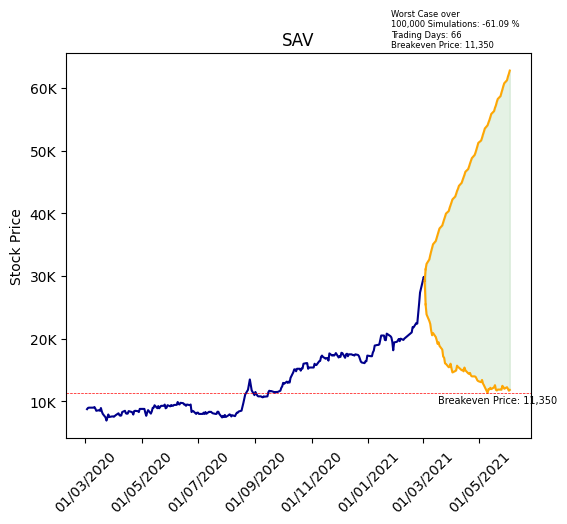 Worst Case over
100,000 Simulations: -61.09 %
Trading Days: 66
Breakeven Price: 11,350
SAV
Stock Price
60K
50K
40K
30K
20K
10K
Breakeven Price: 11,350
01/03/2020
01/05/2020
01/07/2020
01/09/2020
01/11/2020
01/01/2021
01/03/2021
01/05/2021